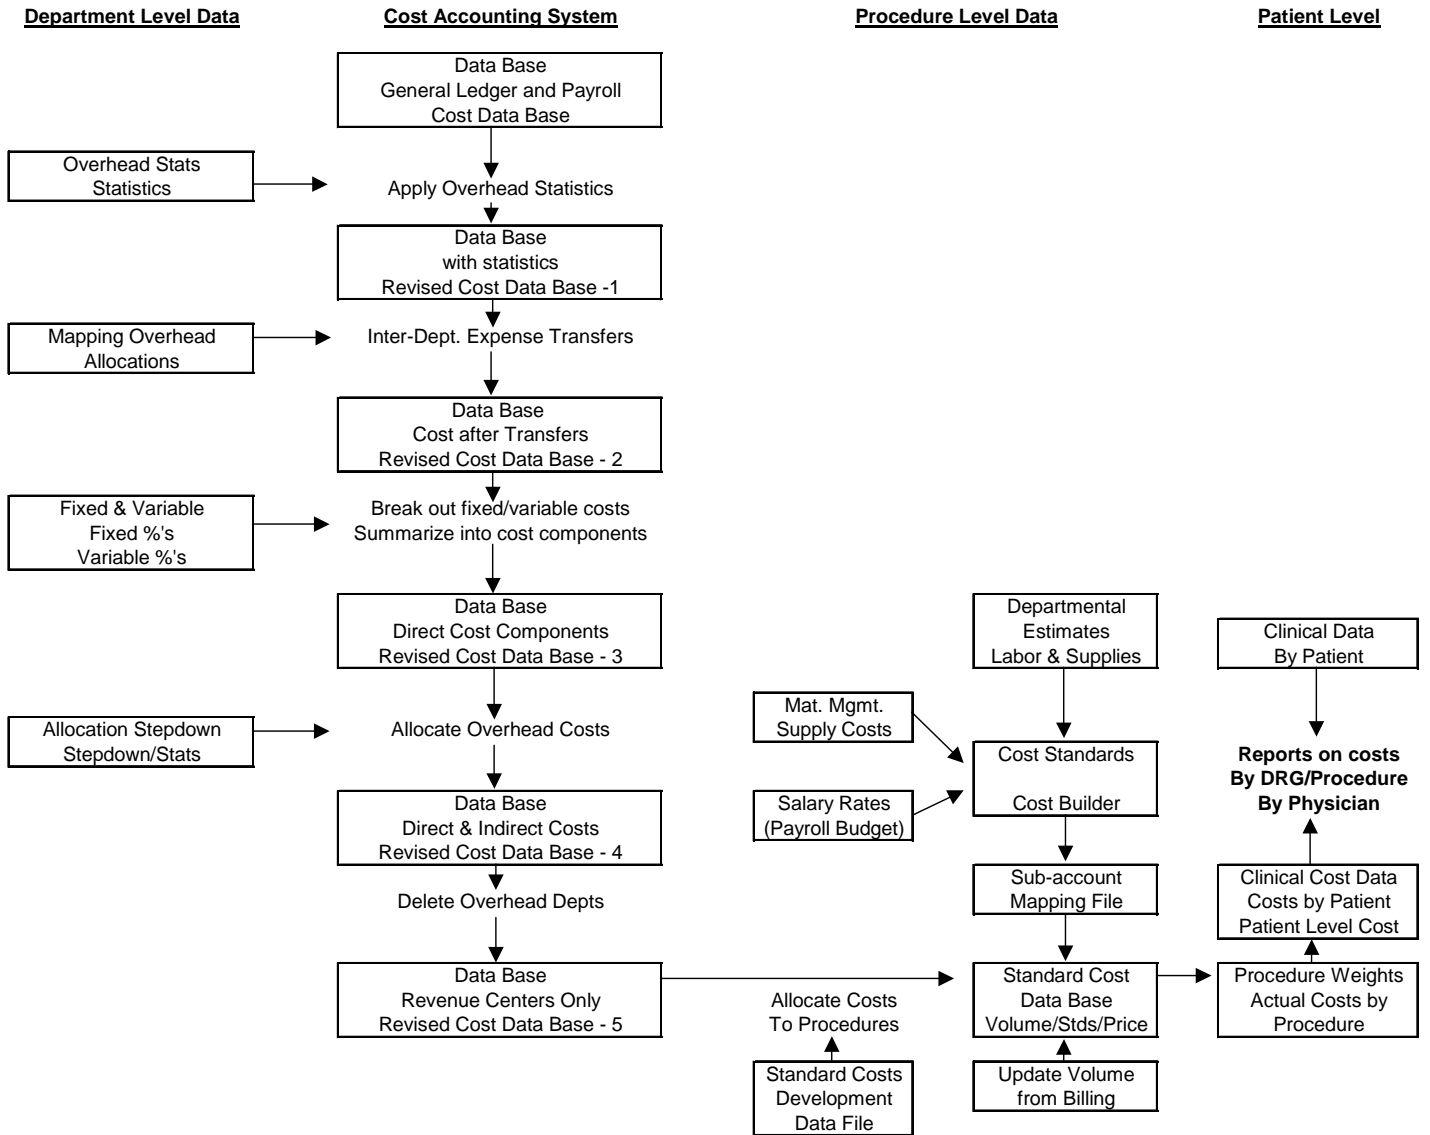 Department Level Data
Cost Accounting System
Procedure Level Data
Patient Level
Data Base
General Ledger and Payroll
Cost Data Base
Overhead Stats
Statistics
Apply Overhead Statistics
Data Base
with statistics
Revised Cost Data Base -1
Mapping Overhead
Allocations
Inter-Dept. Expense Transfers
Data Base
Cost after Transfers
Revised Cost Data Base - 2
Fixed & Variable
Fixed %'s
Variable %'s
Break out fixed/variable costs
Summarize into cost components
Data Base
Direct Cost Components
Revised Cost Data Base - 3
Allocation Stepdown
Stepdown/Stats
Allocate Overhead Costs
Data Base
Direct & Indirect Costs
Revised Cost Data Base - 4
Delete Overhead Depts
Data Base
Revenue Centers Only
Revised Cost Data Base - 5
Departmental
Estimates
Labor & Supplies
Mat. Mgmt.
Supply Costs
Salary Rates
(Payroll Budget)
Cost Standards
Cost Builder
Sub-account
Mapping File
Allocate Costs
To Procedures
Standard Costs
Development
Data File
Standard Cost
Data Base
Volume/Stds/Price
Update Volume
from Billing
Clinical Data
By Patient
Reports on costs
By DRG/Procedure
By Physician
Clinical Cost Data
Costs by Patient
Patient Level Cost
Procedure Weights
Actual Costs by
Procedure